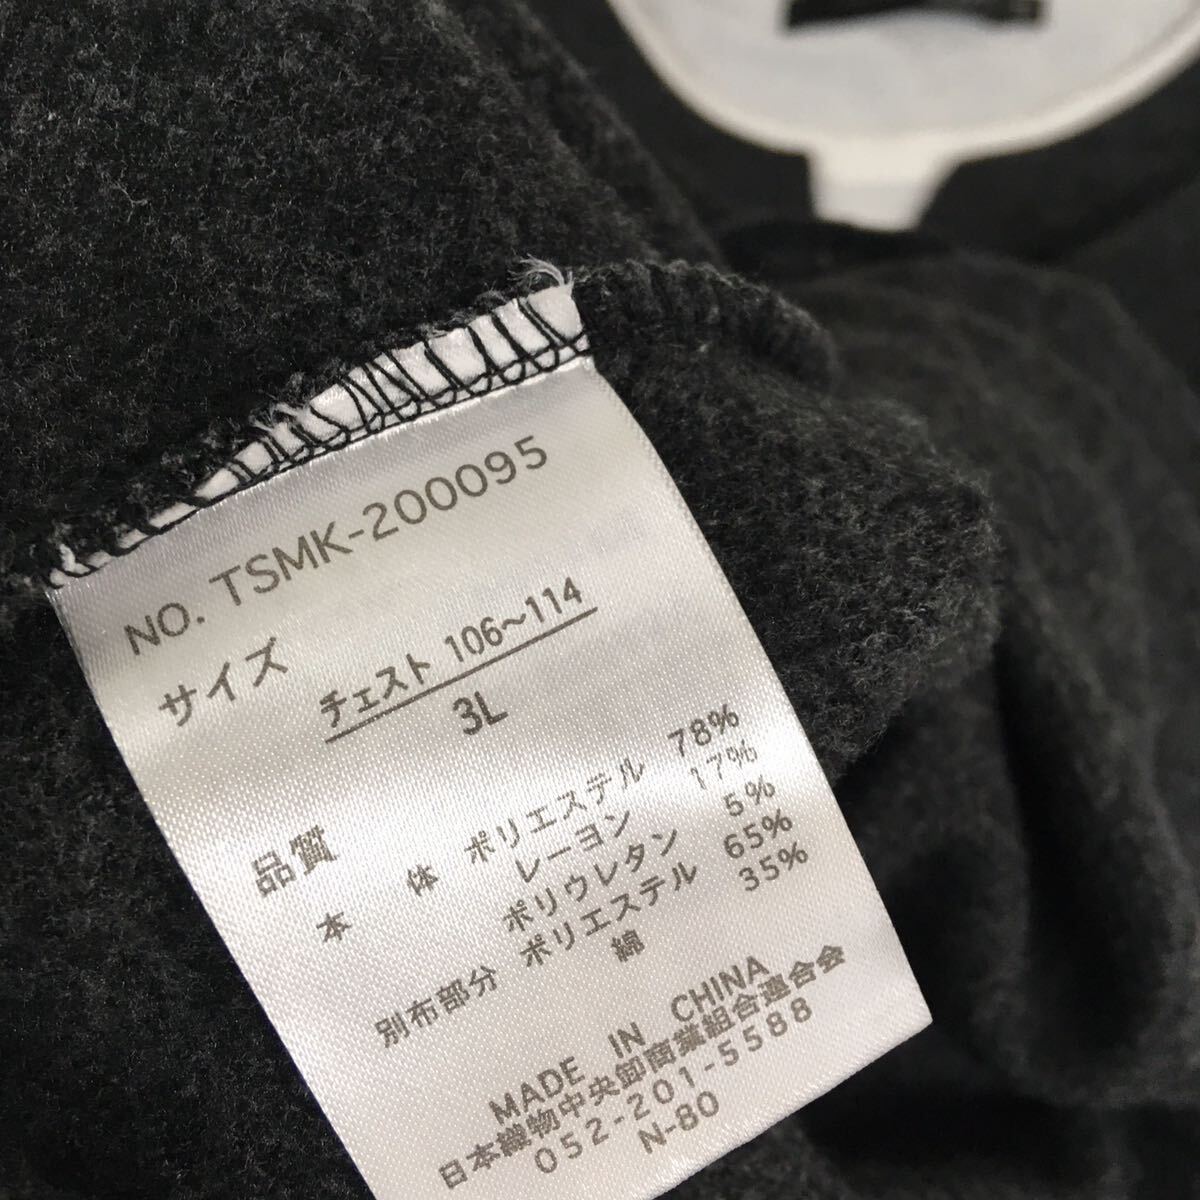 NO. TSMK-200095
サイズ
チェスト 106~114
3L
品質
本 体 ポリエステル 78%
レーヨン 17%
ポリウレタン 5%
別布部分 ポリエステル 65%
綿 35%
MADE IN CHINA
日本織物中央卸商業組合連合会
052-201-5588
N-80